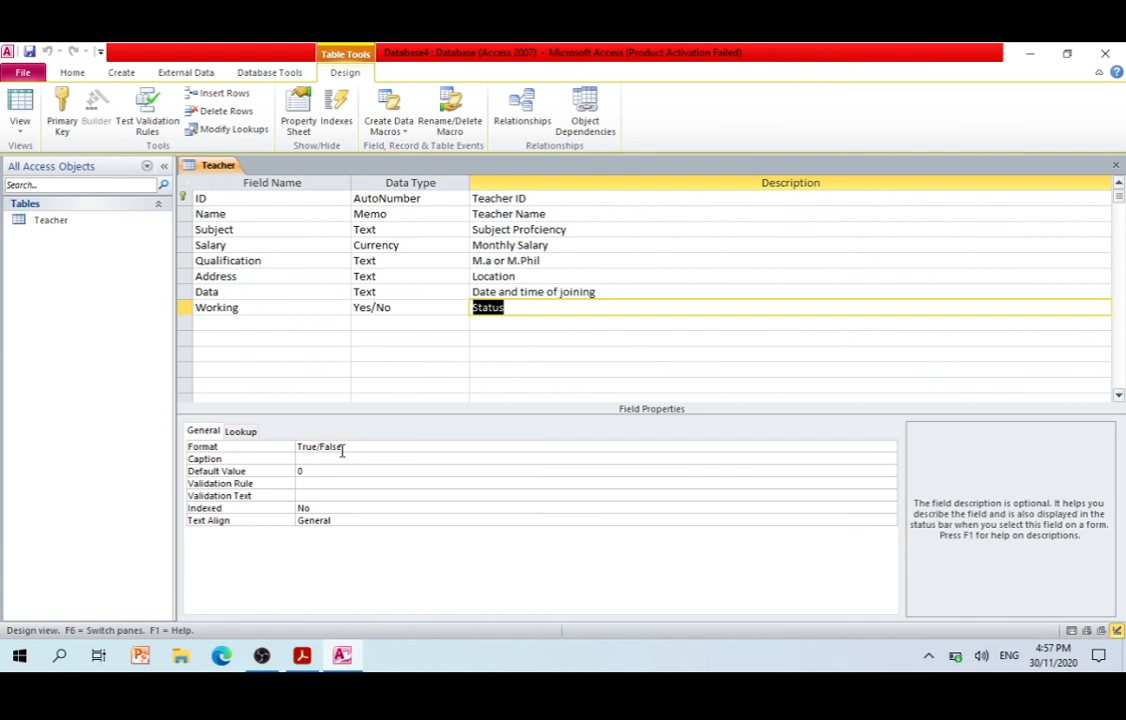 Table Tools
Database4 : Database (Access 2007) - Microsoft Access (Product Activation Failed)
File Home Create External Data Database Tools Design
View
Primary Key
Builder
Test Validation Rules
Insert Rows
Delete Rows
Modify Lookups
Property Sheet
Indexes
Create Data Macros
Rename/Delete Macro
Relationships
Object Dependencies
Views Tools Show/Hide Field, Record & Table Events Relationships
All Access Objects
Search...
Tables
Teacher
Teacher
Field Name Data Type Description
ID AutoNumber Teacher ID
Name Memo Teacher Name
Subject Text Subject Profciency
Salary Currency Monthly Salary
Qualification Text M.a or M.Phil
Address Text Location
Data Text Date and time of joining
Working Yes/No Status
Field Properties
General Lookup
Format True/False
Caption
Default Value 0
Validation Rule
Validation Text
Indexed No
Text Align General
The field description is optional. It helps you
describe the field and is also displayed in the
status bar when you select this field on a form.
Press F1 for help on descriptions.
Design view. F6 = Switch panes. F1 = Help.
ENG
4:57 PM
30/11/2020